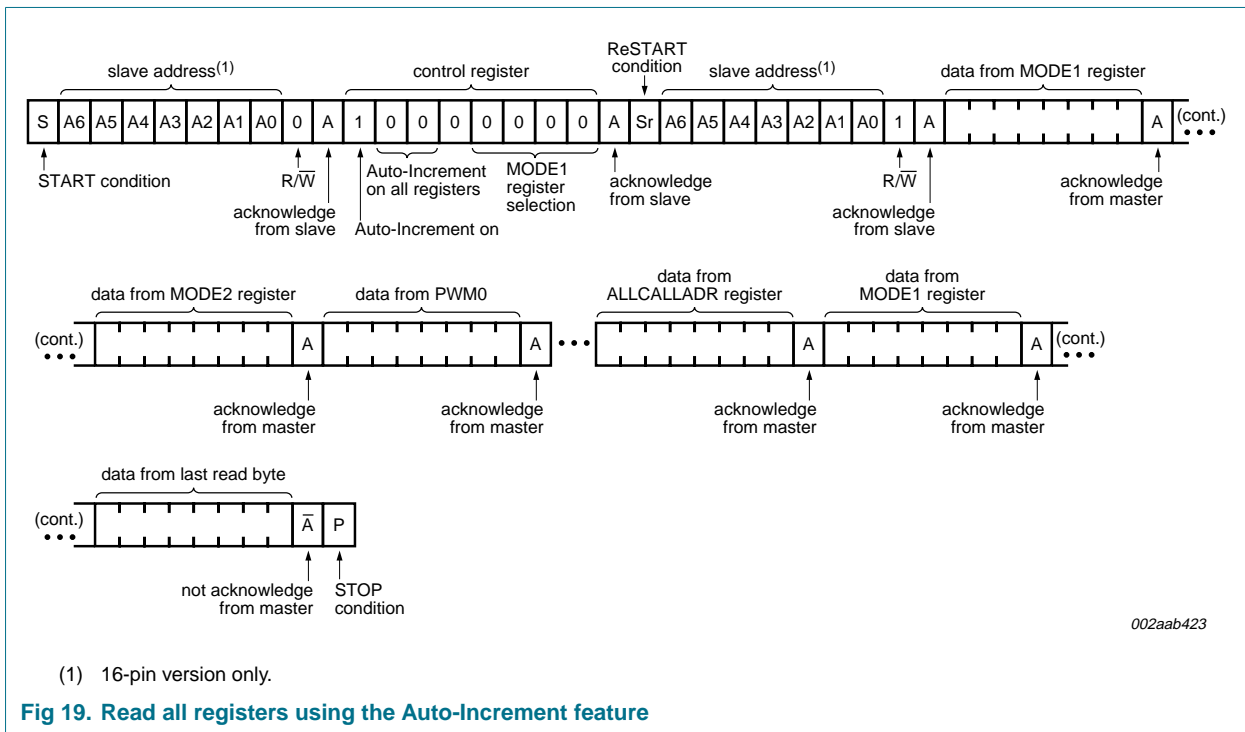 ReSTART
condition
slave address(1)
control register
slave address(1)
data from MODE1 register
S A6 A5 A4 A3 A2 A1 A0 0 A 1 0 0 0 0 0 0 0 A Sr A6 A5 A4 A3 A2 A1 A0 1 A A (cont.)
START condition
R/W̅
acknowledge
from slave
Auto-Increment
on all registers
Auto-Increment on
MODE1
register
selection
acknowledge
from slave
R/W̅
acknowledge
from slave
acknowledge
from master
data from MODE2 register
data from PWM0
data from
ALLCALLADR register
data from
MODE1 register
(cont.) A A A A (cont.)
acknowledge
from master
acknowledge
from master
acknowledge
from master
acknowledge
from master
data from last read byte
(cont.) A̅ P
not acknowledge
from master
STOP
condition
002aab423
(1) 16-pin version only.
Fig 19. Read all registers using the Auto-Increment feature